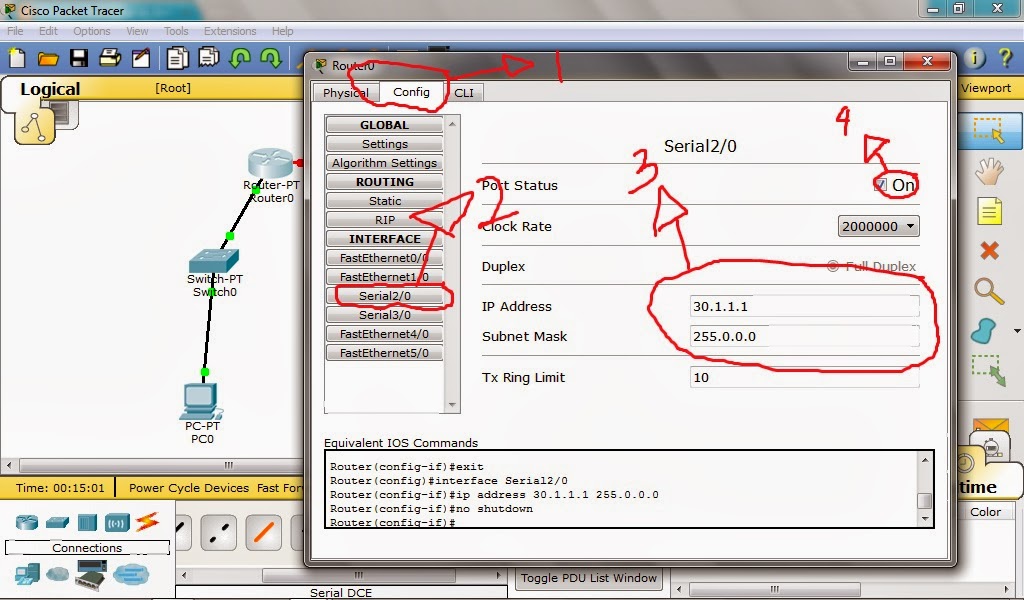 Cisco Packet Tracer
File Edit Options View Tools Extensions Help
Logical
[Root]
Viewport
Router0
1
Physical Config CLI
GLOBAL
Settings
Algorithm Settings
ROUTING
Static
RIP
INTERFACE
FastEthernet0/0
FastEthernet1/0
Serial2/0
Serial3/0
FastEthernet4/0
FastEthernet5/0
2
3
4
Serial2/0
Port Status
On
Clock Rate
2000000
Duplex
Full Duplex
IP Address
30.1.1.1
Subnet Mask
255.0.0.0
Tx Ring Limit
10
Equivalent IOS Commands
Router(config-if)#exit
Router(config)#interface Serial2/0
Router(config-if)#ip address 30.1.1.1 255.0.0.0
Router(config-if)#no shutdown
Router(config-if)#
Router-PT
Router0
Switch-PT
Switch0
PC-PT
PC0
Time: 00:15:01
Power Cycle Devices Fast For
time
Connections
Color
Serial DCE
Toggle PDU List Window